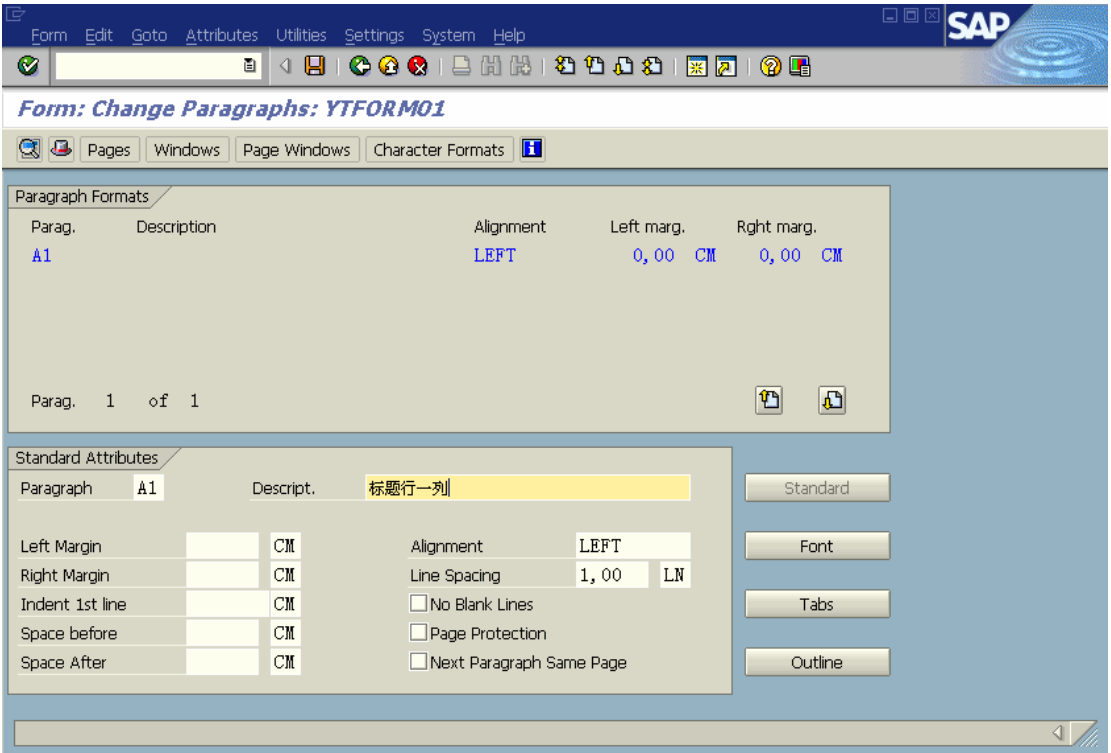 Form Edit Goto Attributes Utilities Settings System Help
SAP
Form: Change Paragraphs: YTFORM01
Pages Windows Page Windows Character Formats
Paragraph Formats
Parag. Description Alignment Left marg. Rght marg.
A1 LEFT 0,00 CM 0,00 CM
Parag. 1 of 1
Standard Attributes
Paragraph A1 Descript. 标题行一列 Standard
Left Margin CM Alignment LEFT Font
Right Margin CM Line Spacing 1,00 LN
Indent 1st line CM No Blank Lines Tabs
Space before CM Page Protection
Space After CM Next Paragraph Same Page Outline